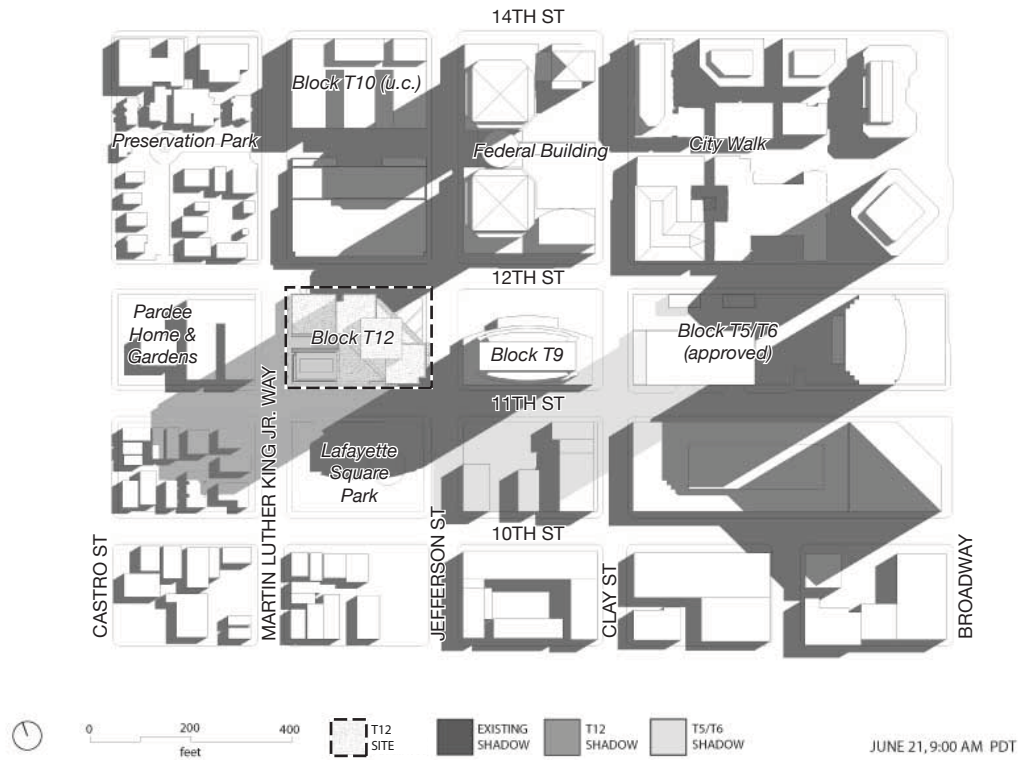 14TH ST
Block T10 (u.c.)
Preservation Park
Federal Building
City Walk
12TH ST
Pardee
Home &
Gardens
Block T12
Block T9
Block T5/T6
(approved)
11TH ST
Lafayette
Square
Park
10TH ST
CASTRO ST
MARTIN LUTHER KING JR. WAY
JEFFERSON ST
CLAY ST
BROADWAY
0 200 400
feet
T12
SITE
EXISTING
SHADOW
T12
SHADOW
T5/T6
SHADOW
JUNE 21, 9:00 AM PDT